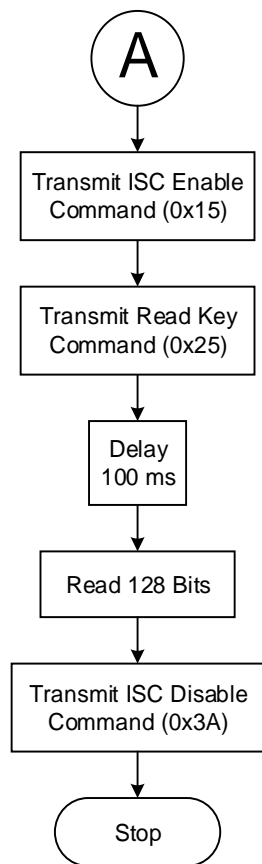 A
Transmit ISC Enable
Command (0x15)
Transmit Read Key
Command (0x25)
Delay
100 ms
Read 128 Bits
Transmit ISC Disable
Command (0x3A)
Stop